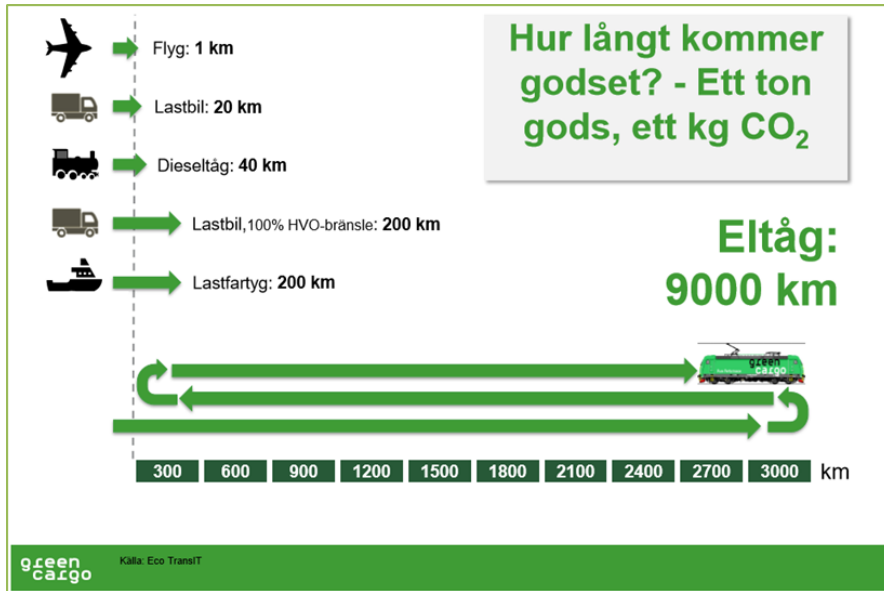 Hur långt kommer
godset? - Ett ton
gods, ett kg CO₂
Flyg: 1 km
Lastbil: 20 km
Dieseltåg: 40 km
Lastbil,100% HVO-bränsle: 200 km
Lastfartyg: 200 km
Eltåg:
9000 km
green
cargo
300 600 900 1200 1500 1800 2100 2400 2700 3000 km
green
cargo
Källa: Eco TransIT